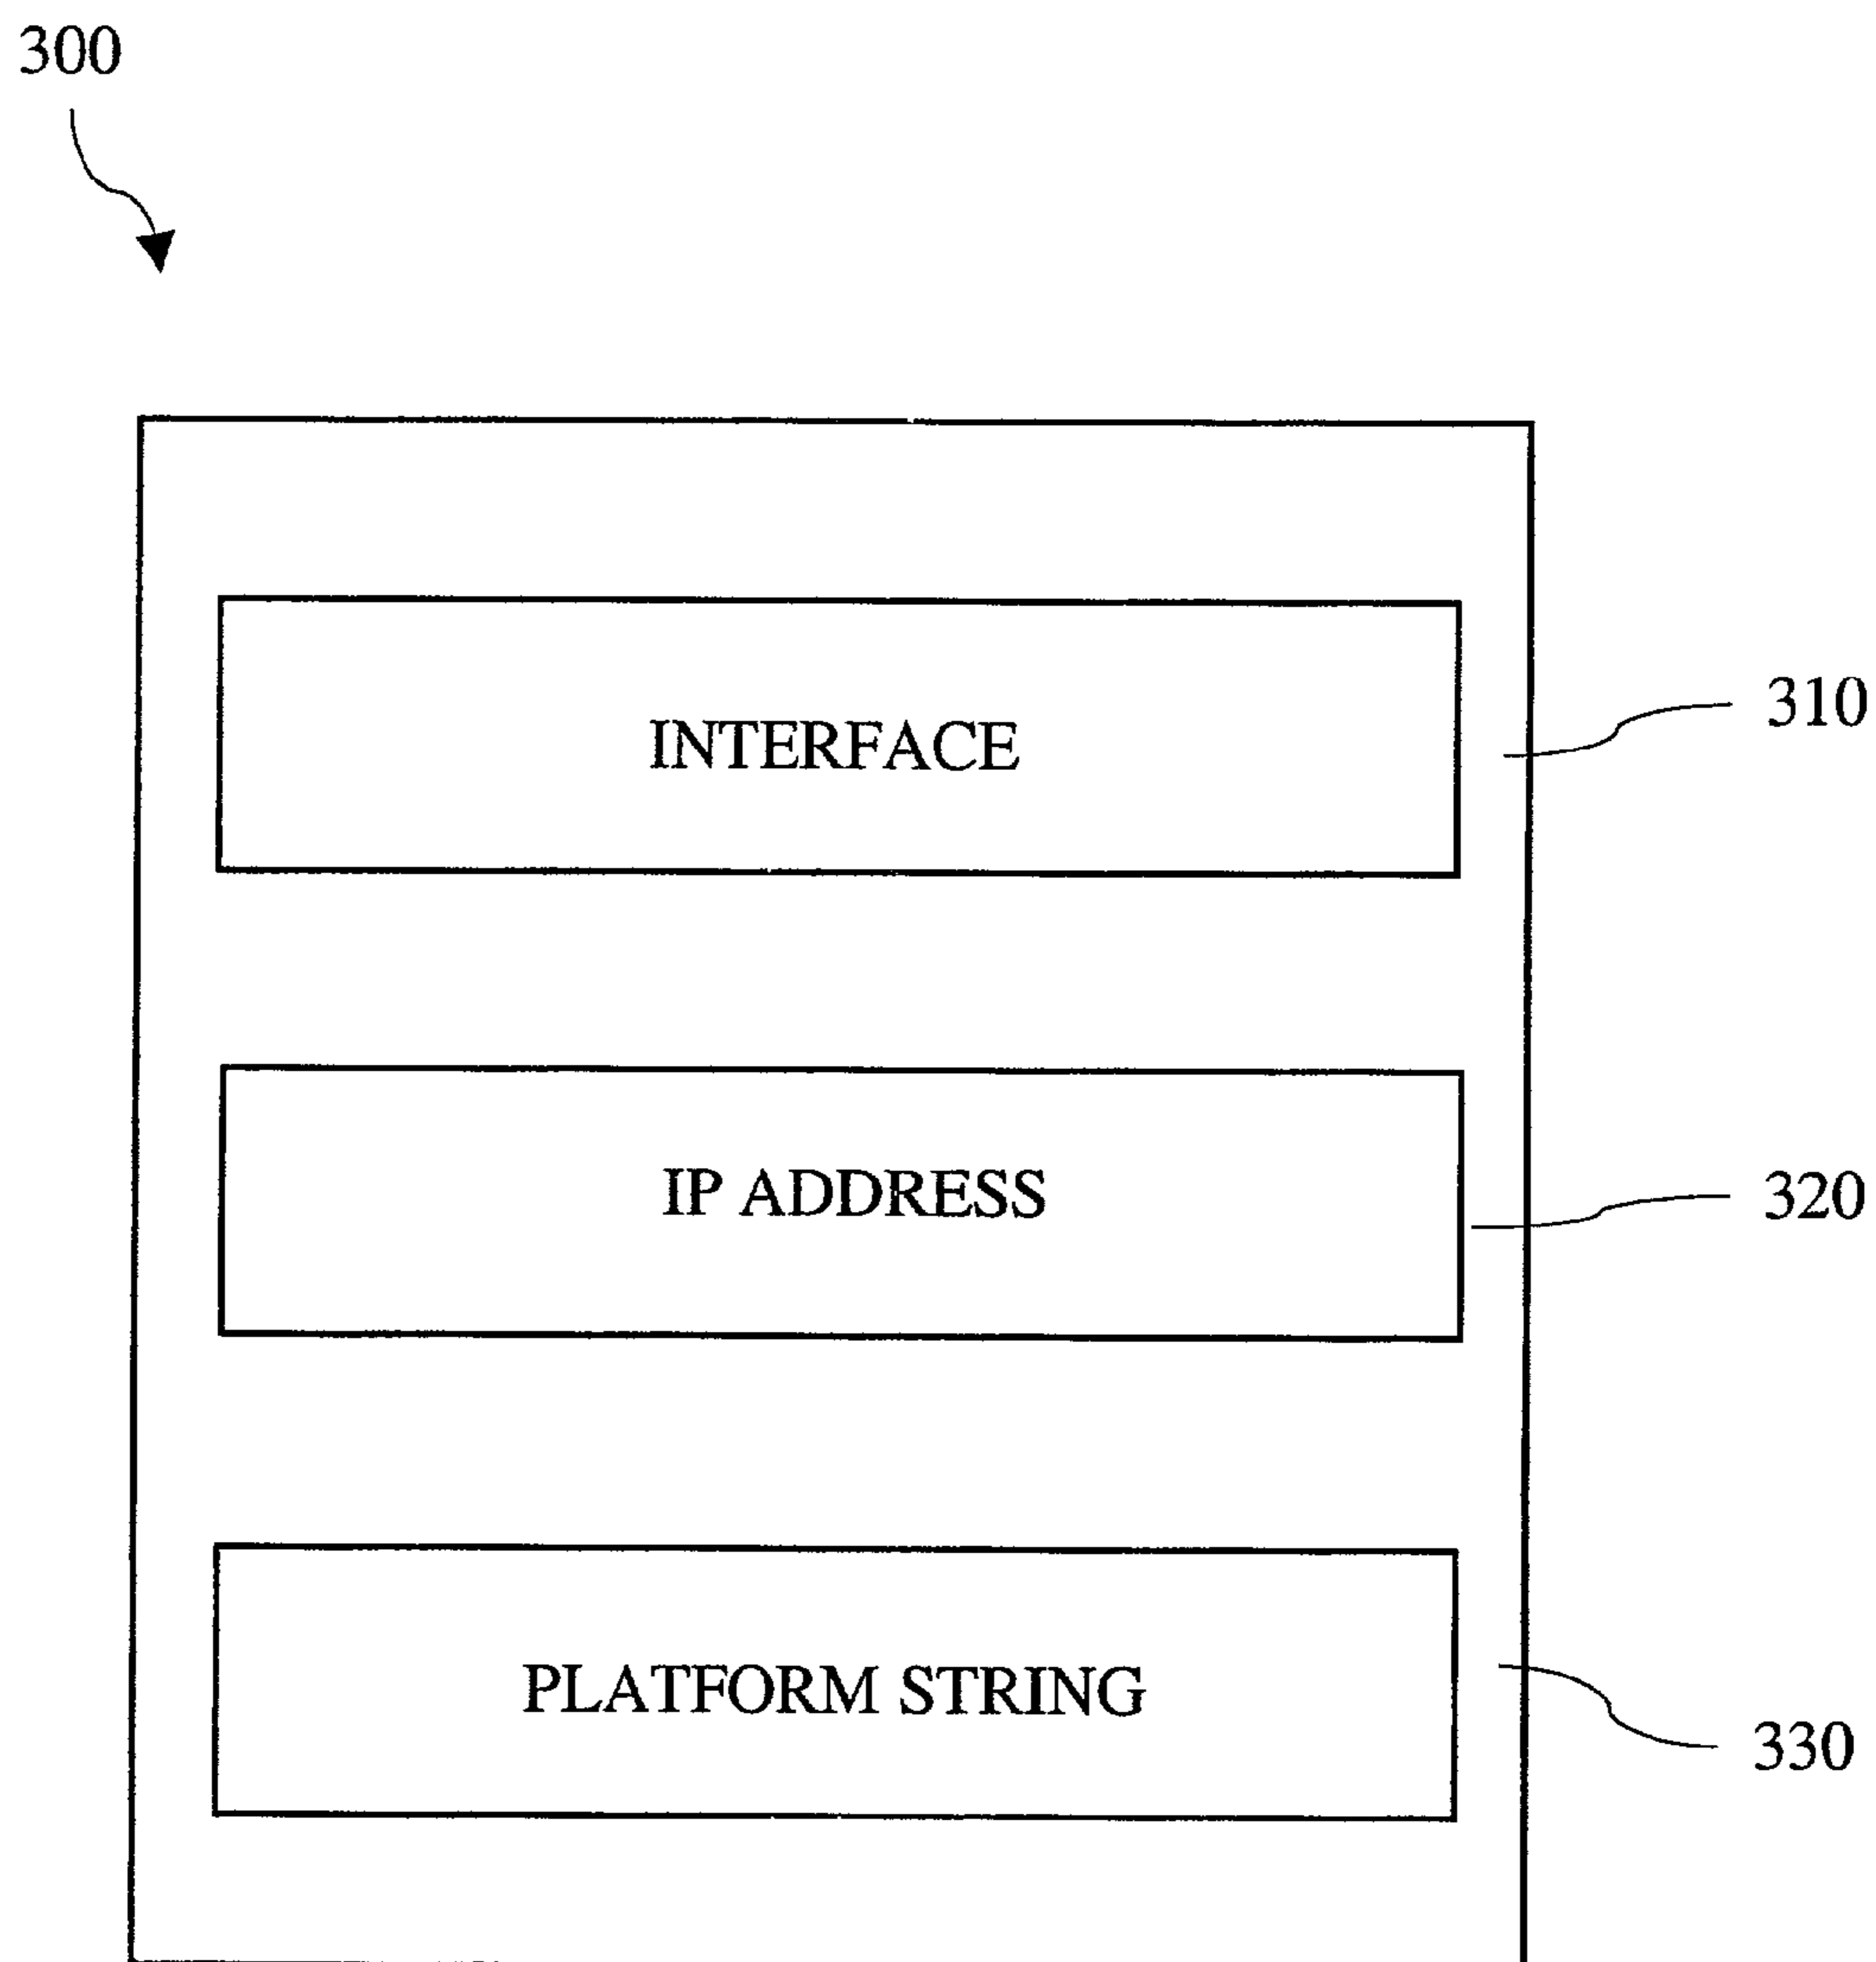 300
INTERFACE
310
IP ADDRESS
320
PLATFORM STRING
330